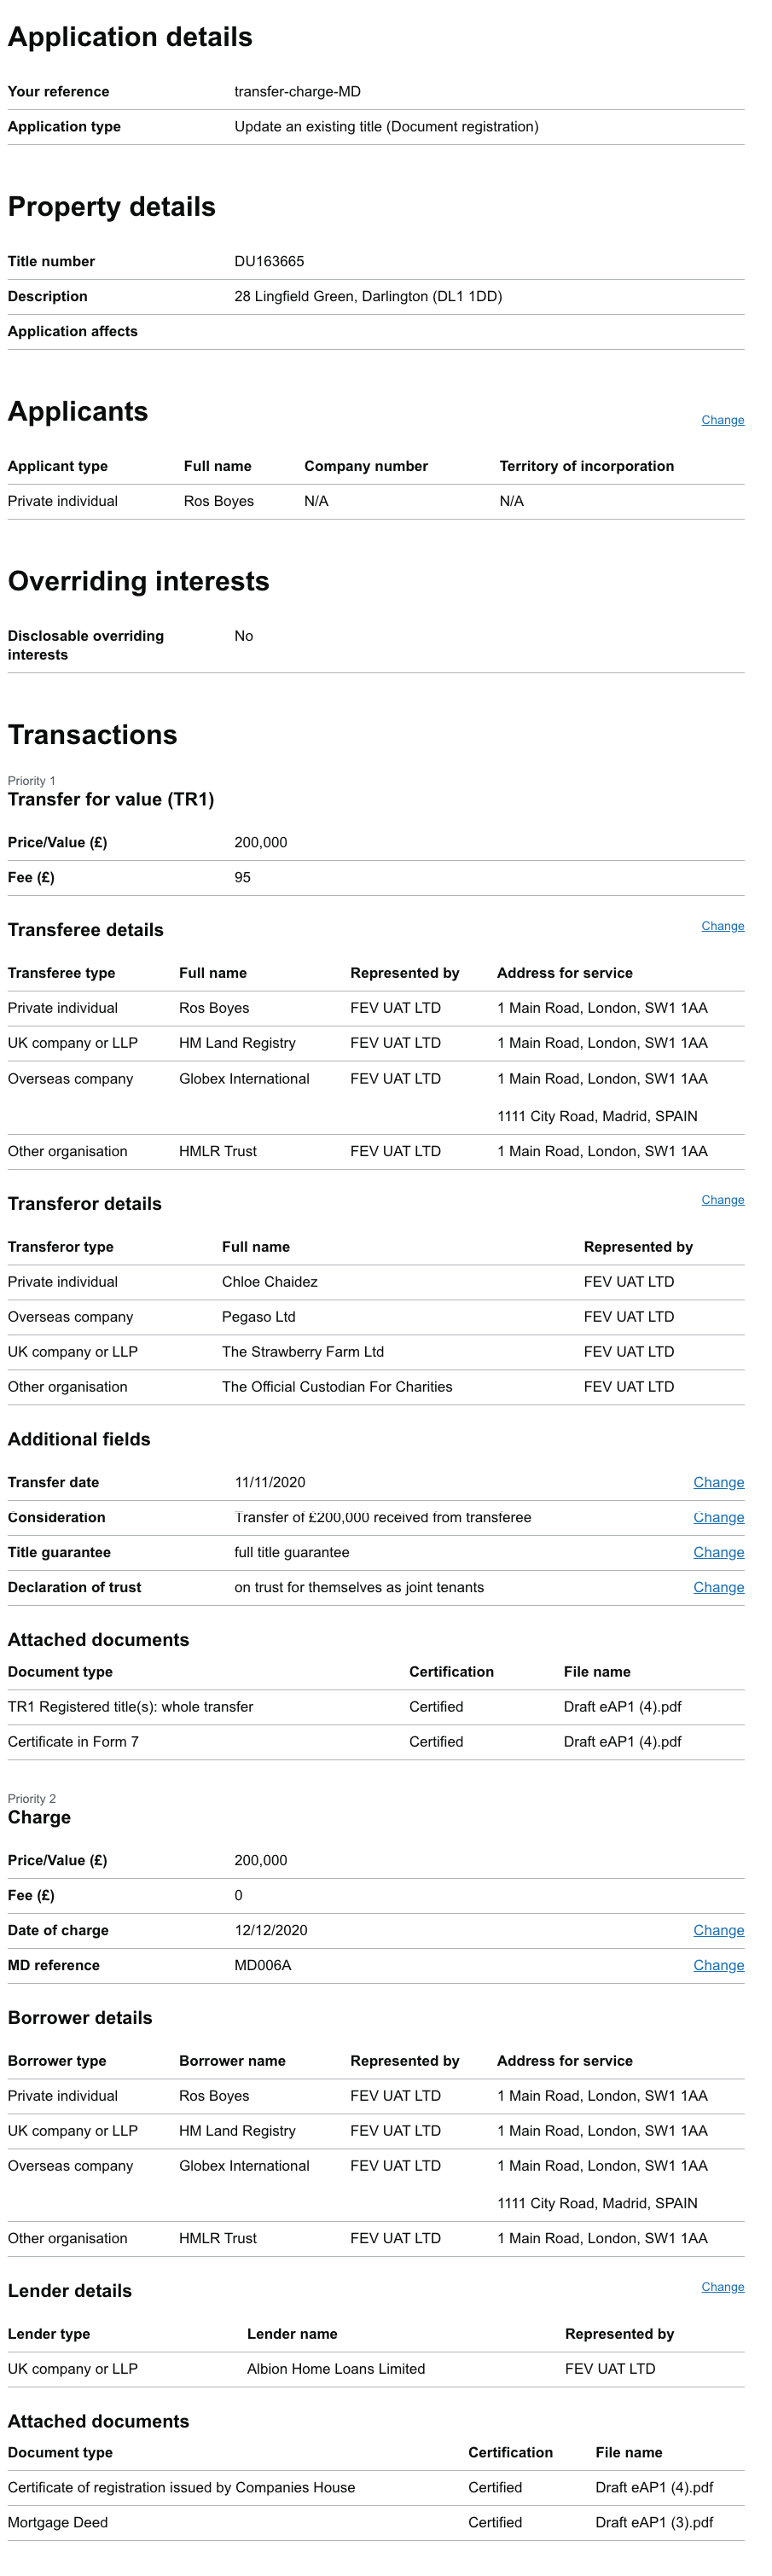 Application details
Your reference transfer-charge-MD
Application type Update an existing title (Document registration)
Property details
Title number DU163665
Description 28 Lingfield Green, Darlington (DL1 1DD)
Application affects
Applicants Change
Applicant type Full name Company number Territory of incorporation
Private individual Ros Boyes N/A N/A
Overriding interests
Disclosable overriding No
interests
Transactions
Priority 1
Transfer for value (TR1)
Price/Value (£) 200,000
Fee (£) 95
Transferee details Change
Transferee type Full name Represented by Address for service
Private individual Ros Boyes FEV UAT LTD 1 Main Road, London, SW1 1AA
UK company or LLP HM Land Registry FEV UAT LTD 1 Main Road, London, SW1 1AA
Overseas company Globex International FEV UAT LTD 1 Main Road, London, SW1 1AA
1111 City Road, Madrid, SPAIN
Other organisation HMLR Trust FEV UAT LTD 1 Main Road, London, SW1 1AA
Transferor details Change
Transferor type Full name Represented by
Private individual Chloe Chaidez FEV UAT LTD
Overseas company Pegaso Ltd FEV UAT LTD
UK company or LLP The Strawberry Farm Ltd FEV UAT LTD
Other organisation The Official Custodian For Charities FEV UAT LTD
Additional fields
Transfer date 11/11/2020 Change
Consideration Transfer of £200,000 received from transferee Change
Title guarantee full title guarantee Change
Declaration of trust on trust for themselves as joint tenants Change
Attached documents
Document type Certification File name
TR1 Registered title(s): whole transfer Certified Draft eAP1 (4).pdf
Certificate in Form 7 Certified Draft eAP1 (4).pdf
Priority 2
Charge
Price/Value (£) 200,000
Fee (£) 0
Date of charge 12/12/2020 Change
MD reference MD006A Change
Borrower details
Borrower type Borrower name Represented by Address for service
Private individual Ros Boyes FEV UAT LTD 1 Main Road, London, SW1 1AA
UK company or LLP HM Land Registry FEV UAT LTD 1 Main Road, London, SW1 1AA
Overseas company Globex International FEV UAT LTD 1 Main Road, London, SW1 1AA
1111 City Road, Madrid, SPAIN
Other organisation HMLR Trust FEV UAT LTD 1 Main Road, London, SW1 1AA
Lender details Change
Lender type Lender name Represented by
UK company or LLP Albion Home Loans Limited FEV UAT LTD
Attached documents
Document type Certification File name
Certificate of registration issued by Companies House Certified Draft eAP1 (4).pdf
Mortgage Deed Certified Draft eAP1 (3).pdf